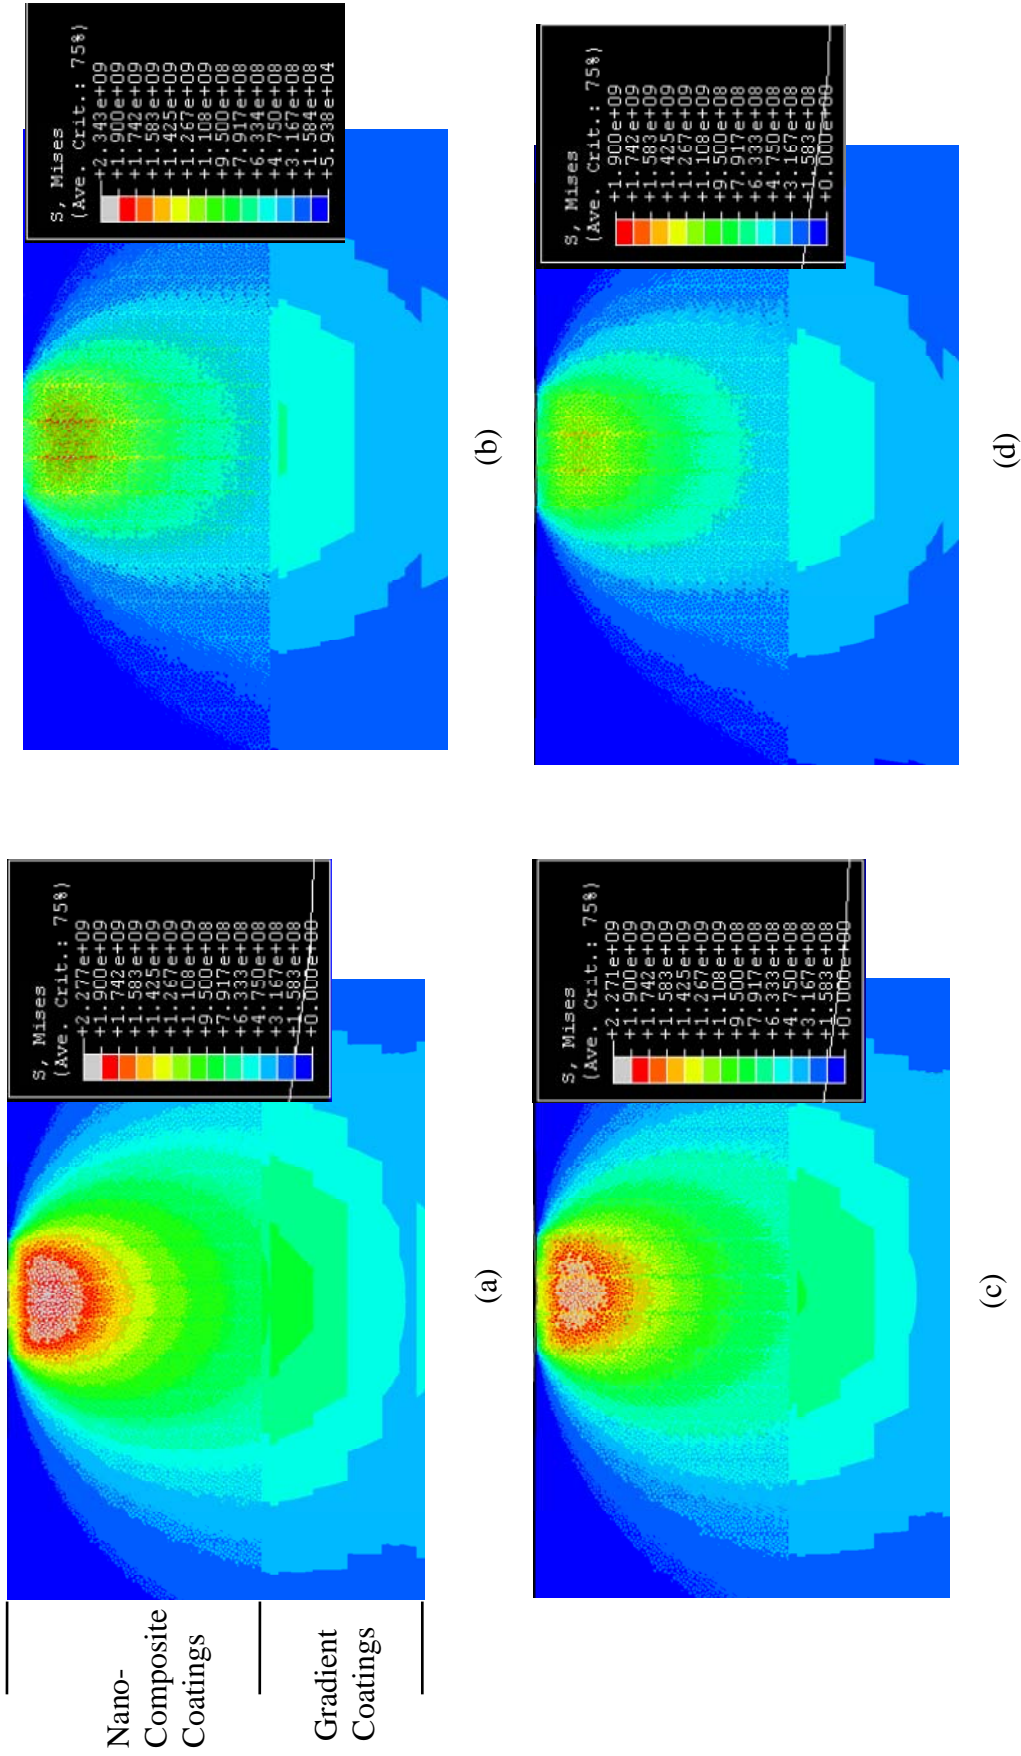 Nano-
Composite
Coatings
Gradient
Coatings
S, Mises
(Ave. Crit.: 75%)
+2.277e+09
+1.900e+09
+1.742e+09
+1.583e+09
+1.425e+09
+1.267e+09
+1.108e+09
+9.500e+08
+7.917e+08
+6.333e+08
+4.750e+08
+3.167e+08
+1.583e+08
+0.000e+00
(a)
S, Mises
(Ave. Crit.: 75%)
+2.343e+09
+1.900e+09
+1.742e+09
+1.583e+09
+1.425e+09
+1.267e+09
+1.108e+09
+9.500e+08
+7.917e+08
+6.334e+08
+4.750e+08
+3.167e+08
+1.584e+08
+5.938e+04
(b)
S, Mises
(Ave. Crit.: 75%)
+2.271e+09
+1.900e+09
+1.742e+09
+1.583e+09
+1.425e+09
+1.267e+09
+1.108e+09
+9.500e+08
+7.917e+08
+6.333e+08
+4.750e+08
+3.167e+08
+1.583e+08
+0.000e+00
(c)
S, Mises
(Ave. Crit.: 75%)
+1.900e+09
+1.742e+09
+1.583e+09
+1.425e+09
+1.267e+09
+1.108e+09
+9.500e+08
+7.917e+08
+6.333e+08
+4.750e+08
+3.167e+08
+1.583e+08
+0.000e+00
(d)